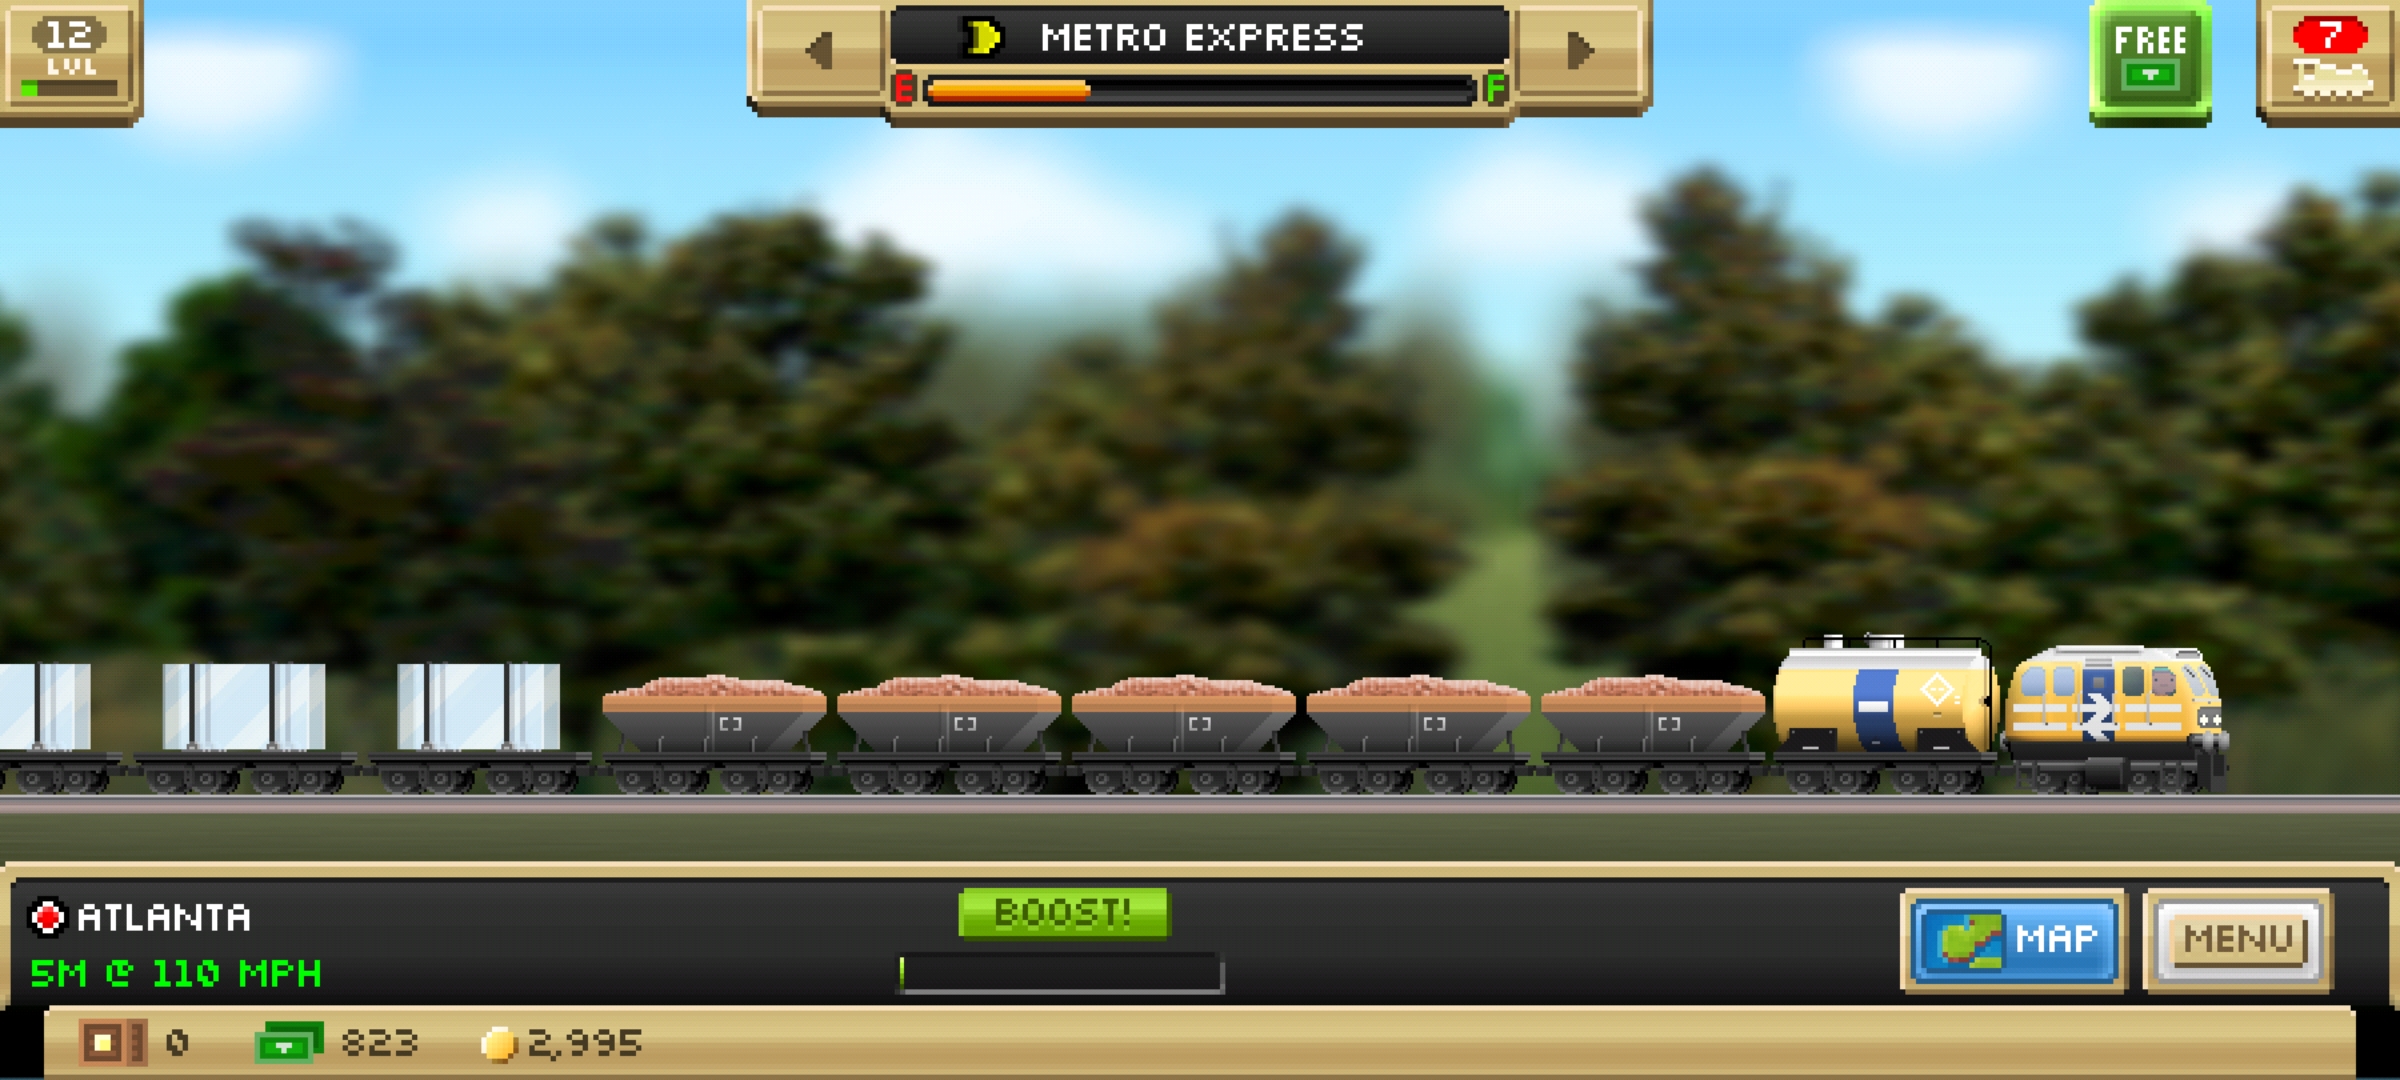 12
LVL
METRO EXPRESS
E F
FREE
7
ATLANTA
5M @ 110 MPH
BOOST!
MAP
MENU
0
823
2,995